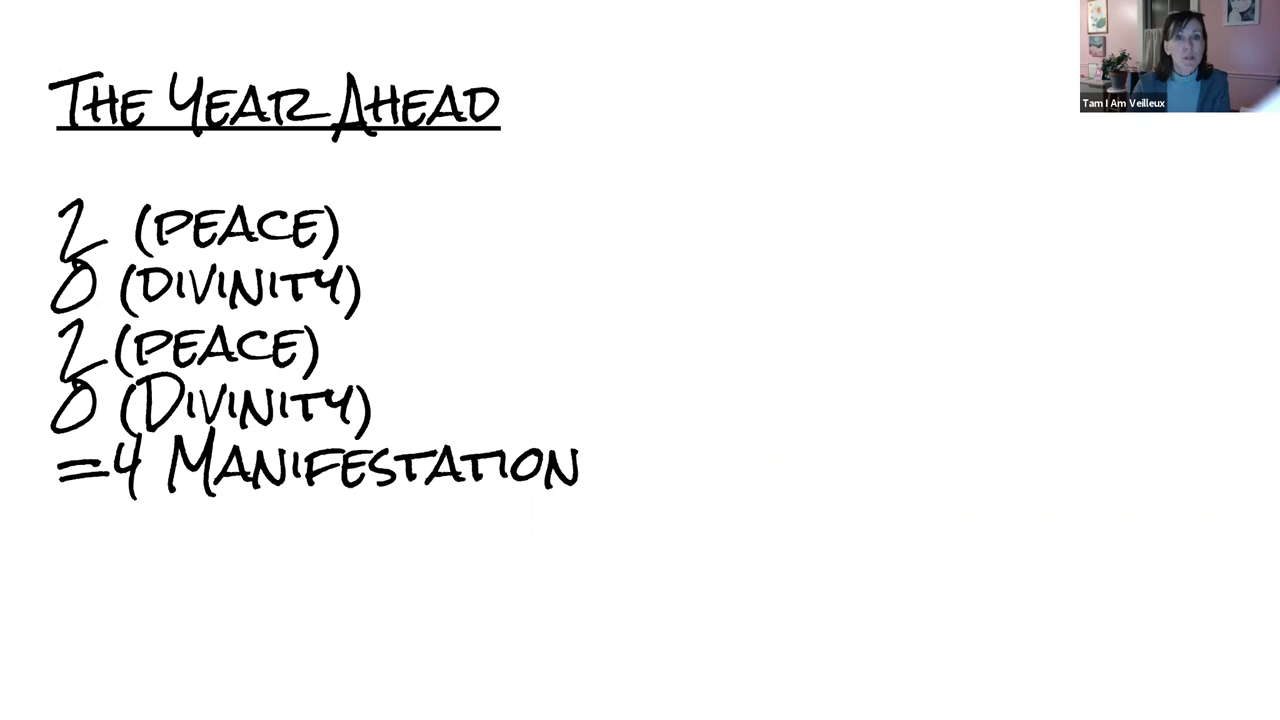 THE YEAR AHEAD
Tam I Am Veilleux
2 (PEACE)
0 (DIVINITY)
2 (PEACE)
0 (DIVINITY)
=4 MANIFESTATION